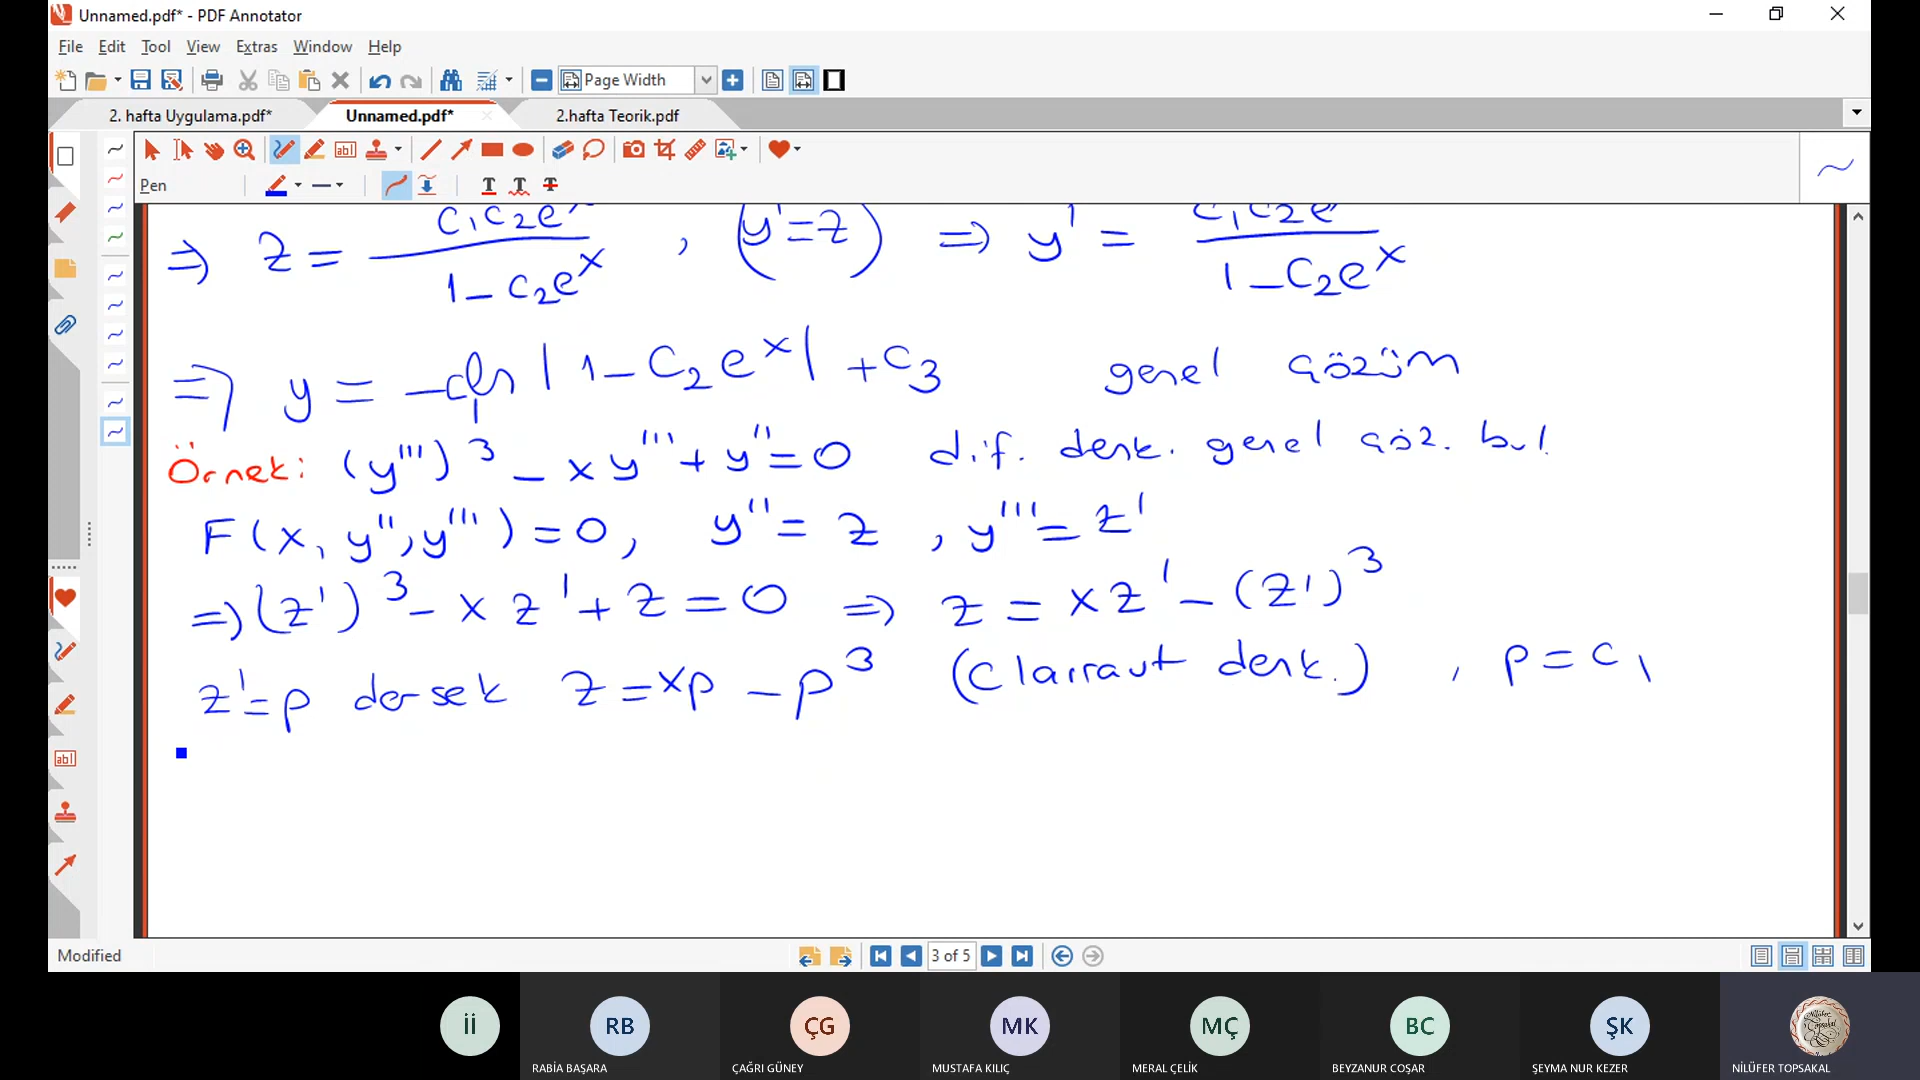 Unnamed.pdf* - PDF Annotator
File Edit Tool View Extras Window Help
Page Width
2. hafta Uygulama.pdf* Unnamed.pdf* 2.hafta Teorik.pdf
Pen
⇒ z = c₁c₂eˣ / 1 - c₂eˣ , (y' = z) ⇒ y' = c₁c₂e / 1 - c₂eˣ
⇒ y = -c₁ ln |1 - c₂eˣ| + c₃ genel çözüm
Örnek: (y''')³ - xy''' + y'' = 0 dif. denk. genel çöz. bul.
F(x, y'', y''') = 0, y'' = z , y''' = z'
⇒ (z')³ - xz' + z = 0 ⇒ z = xz' - (z')³
z' = p dersek z = xp - p³ (Clairaut denk.) , p = c₁
Modified
3 of 5
İİ RB ÇG MK MÇ BC ŞK
RABİA BAŞARA ÇAĞRI GÜNEY MUSTAFA KILIÇ MERAL ÇELİK BEYZANUR COŞAR ŞEYMA NUR KEZER NİLÜFER TOPSAKAL